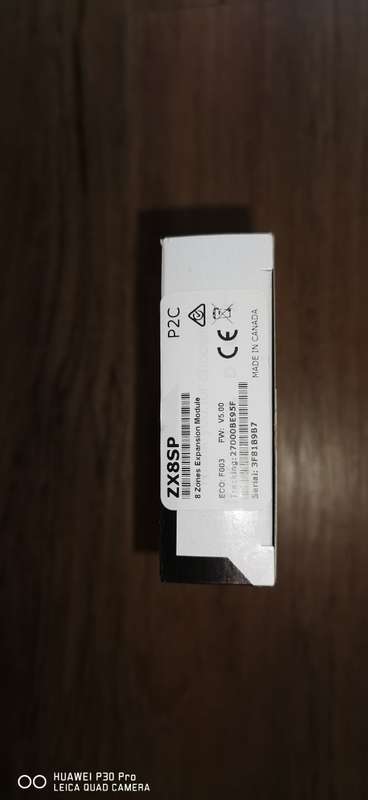 ZX8SP
P2C
8 Zones Expansion Module
ECO: F003 FW: V5.00
Tracking: 27000BE95F
Serial: 3F81B9B7
MADE IN CANADA
CE
HUAWEI P30 Pro
LEICA QUAD CAMERA